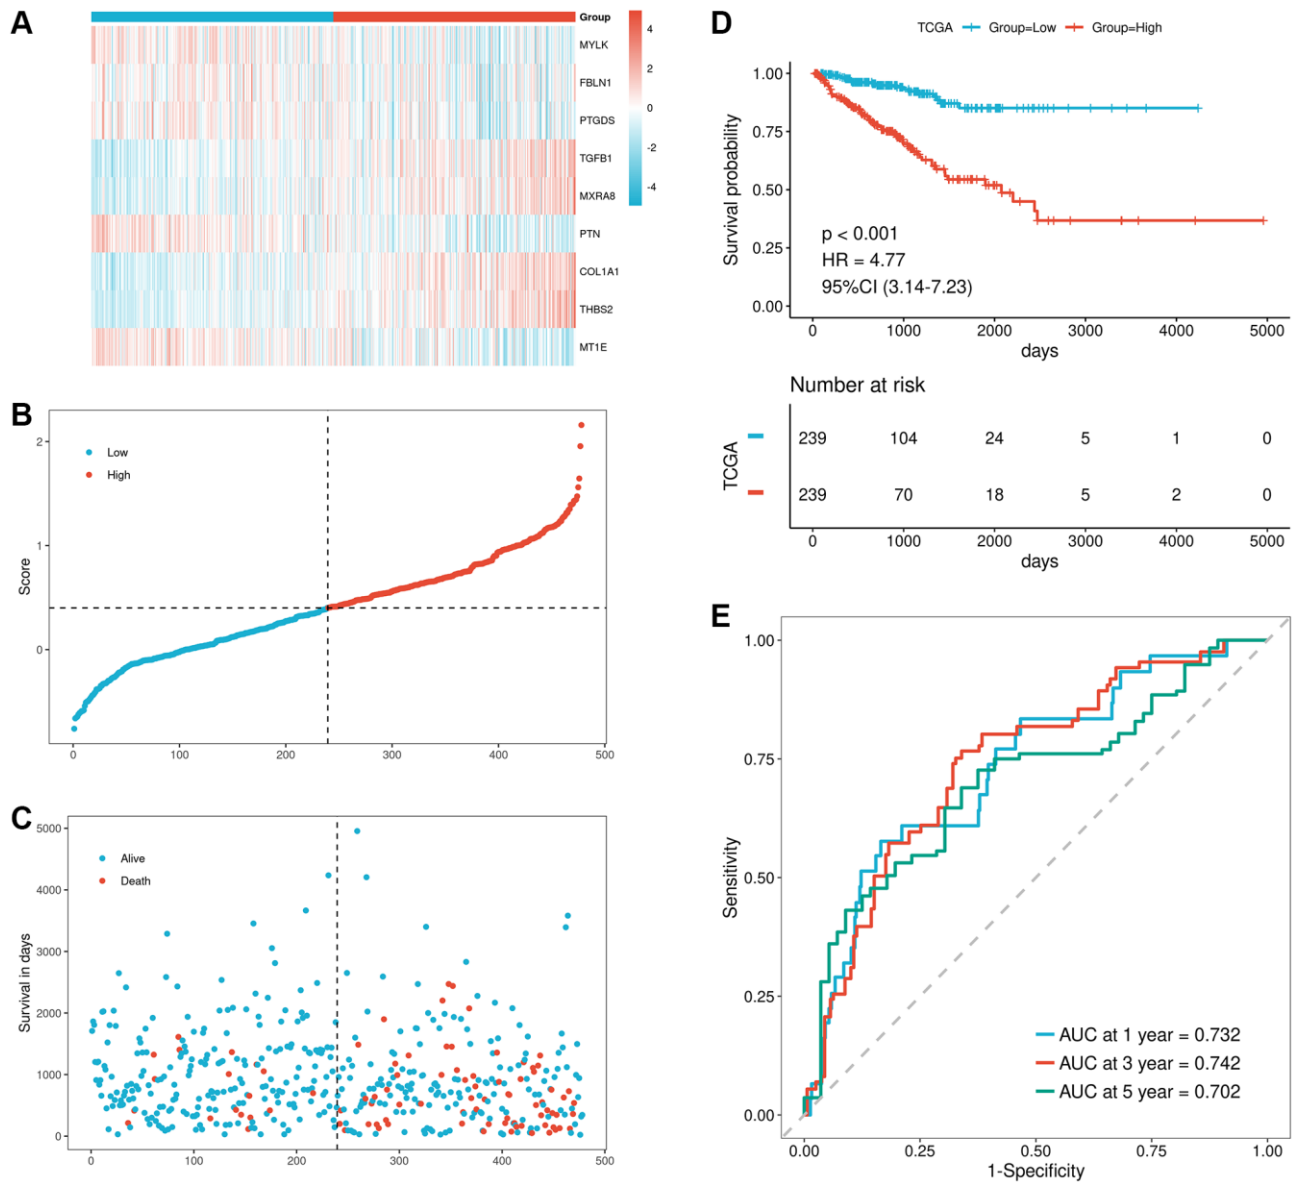 A
Group
MYLK
FBLN1
PTGDS
TGFB1
MXRA8
PTN
COL1A1
THBS2
MT1E
4
2
0
-2
-4
B
Low
High
Score
2
1
0
0 100 200 300 400 500
C
Alive
Death
Survival in days
5000
4000
3000
2000
1000
0
0 100 200 300 400 500
D
TCGA Group=Low Group=High
Survival probability
1.00
0.75
0.50
0.25
0.00
p < 0.001
HR = 4.77
95%CI (3.14-7.23)
0 1000 2000 3000 4000 5000
days
Number at risk
TCGA
239 104 24 5 1 0
239 70 18 5 2 0
0 1000 2000 3000 4000 5000
days
E
Sensitivity
1.00
0.75
0.50
0.25
0.00
AUC at 1 year = 0.732
AUC at 3 year = 0.742
AUC at 5 year = 0.702
0.00 0.25 0.50 0.75 1.00
1-Specificity